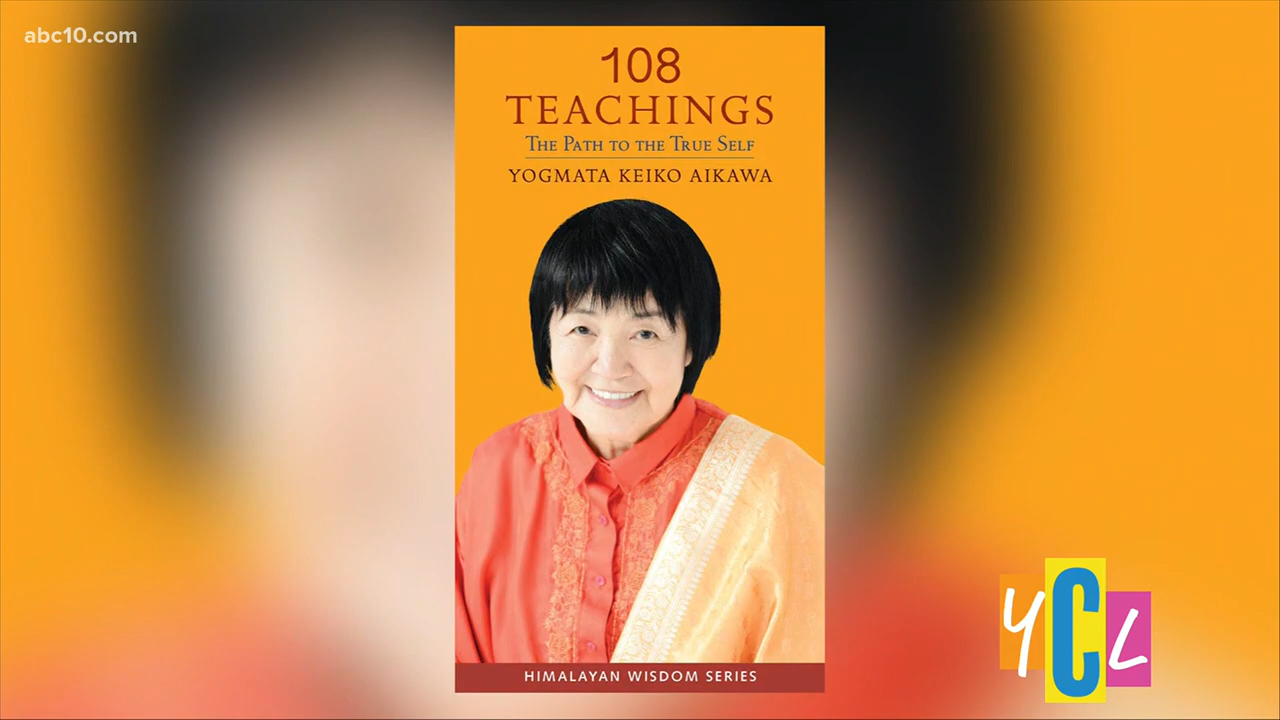 abc10.com
108
TEACHINGS
THE PATH TO THE TRUE SELF
YOGMATA KEIKO AIKAWA
HIMALAYAN WISDOM SERIES
YCL